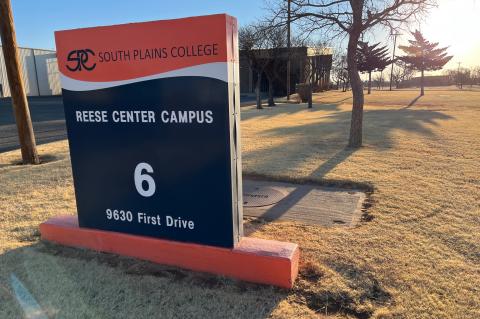 SPC SOUTH PLAINS COLLEGE
REESE CENTER CAMPUS
6
9630 First Drive